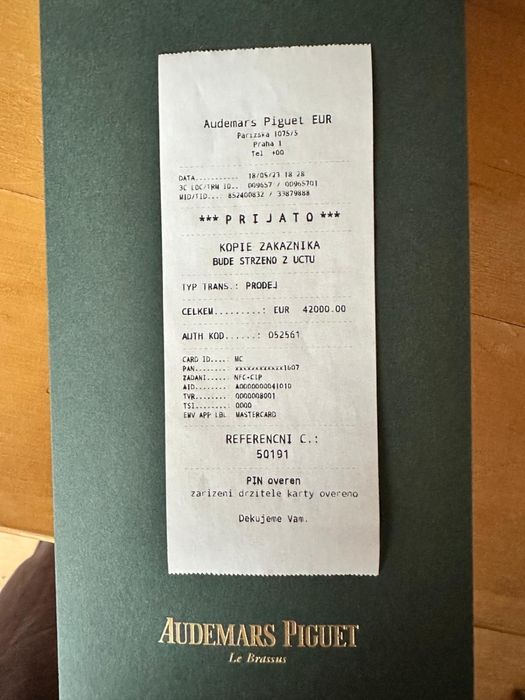 Audemars Piguet EUR
Parizska 1075/5
Praha 1
Tel +00
DATA........... 18/05/23 18 28
3C LOC/TRM ID.. 009657 / 00965701
MID/TID...: 852400832 / 33879888
*** P R I J A T O ***
KOPIE ZAKAZNIKA
BUDE STRZENO Z UCTU
TYP TRANS.: PRODEJ
CELKEM.........: EUR 42000.00
AUTH KOD......: 052561
CARD ID....: MC
PAN........: xxxxxxxxxxxx1607
ZADANI.....: NFC-CIP
AID........: A0000000041010
TVR........: 0000008001
TSI........: 0000
EMV APP LBL: MASTERCARD
REFERENCNI C.:
50191
PIN overen
zarizeni drzitele karty overeno
Dekujeme Vam.
AUDEMARS PIGUET
Le Brassus